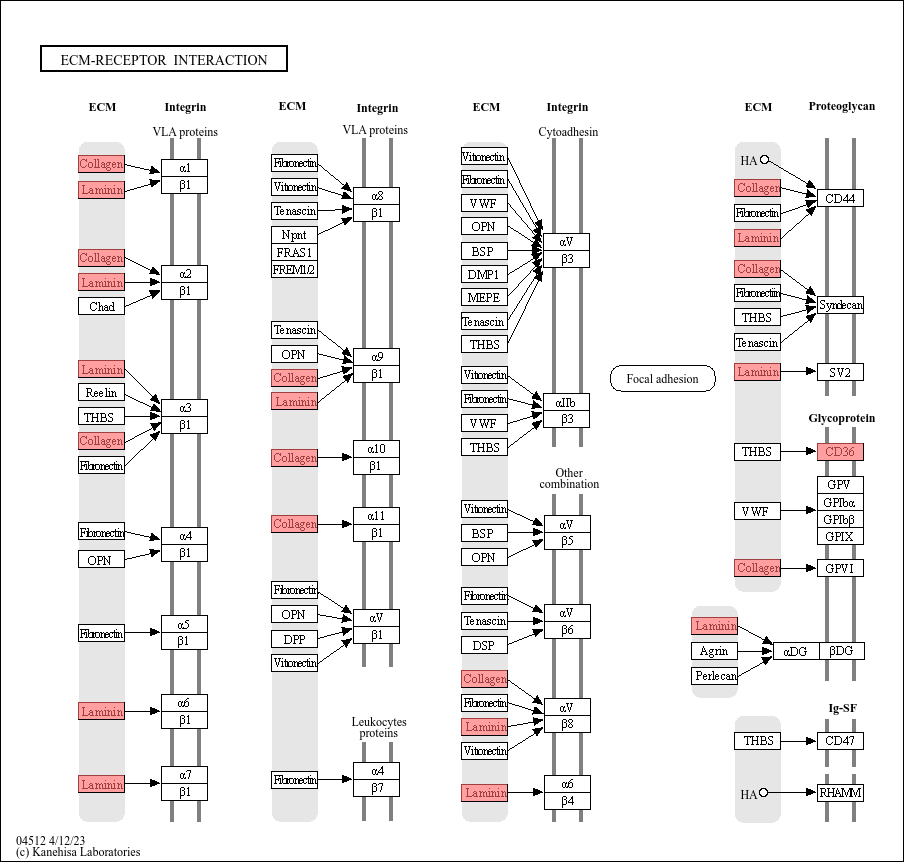 ECM-RECEPTOR INTERACTION
ECM
Integrin
VLA proteins
Collagen
Laminin
α1
β1
Collagen
Laminin
Chad
α2
β1
Laminin
Reelin
THBS
Collagen
Fibronectin
α3
β1
Fibronectin
OPN
α4
β1
Fibronectin
α5
β1
Laminin
α6
β1
Laminin
α7
β1
ECM
Integrin
VLA proteins
Fibronectin
Vitronectin
Tenascin
Npnt
FRAS1
FREM1/2
α8
β1
Tenascin
OPN
Collagen
Laminin
α9
β1
Collagen
α10
β1
Collagen
α11
β1
Fibronectin
OPN
DPP
Vitronectin
αV
β1
Leukocytes
proteins
Fibronectin
α4
β7
ECM
Integrin
Cytoadhesin
Vitronectin
Fibronectin
VWF
OPN
BSP
DMP1
MEPE
Tenascin
THBS
αV
β3
Vitronectin
Fibronectin
VWF
THBS
αIIb
β3
Other
combination
Vitronectin
BSP
OPN
αV
β5
Fibronectin
Tenascin
DSP
αV
β6
Collagen
Fibronectin
Laminin
Vitronectin
αV
β8
Laminin
α6
β4
Focal adhesion
ECM
Proteoglycan
HA
Collagen
Fibronectin
Laminin
CD44
Collagen
Fibronectin
THBS
Tenascin
Syndecan
Laminin
SV2
Glycoprotein
THBS
CD36
VWF
GPV
GPIbα
GPIbβ
GPIX
Collagen
GPVI
Laminin
Agrin
Perlecan
αDG
βDG
Ig-SF
THBS
CD47
HA
RHAMM
04512 4/12/23
(c) Kanehisa Laboratories